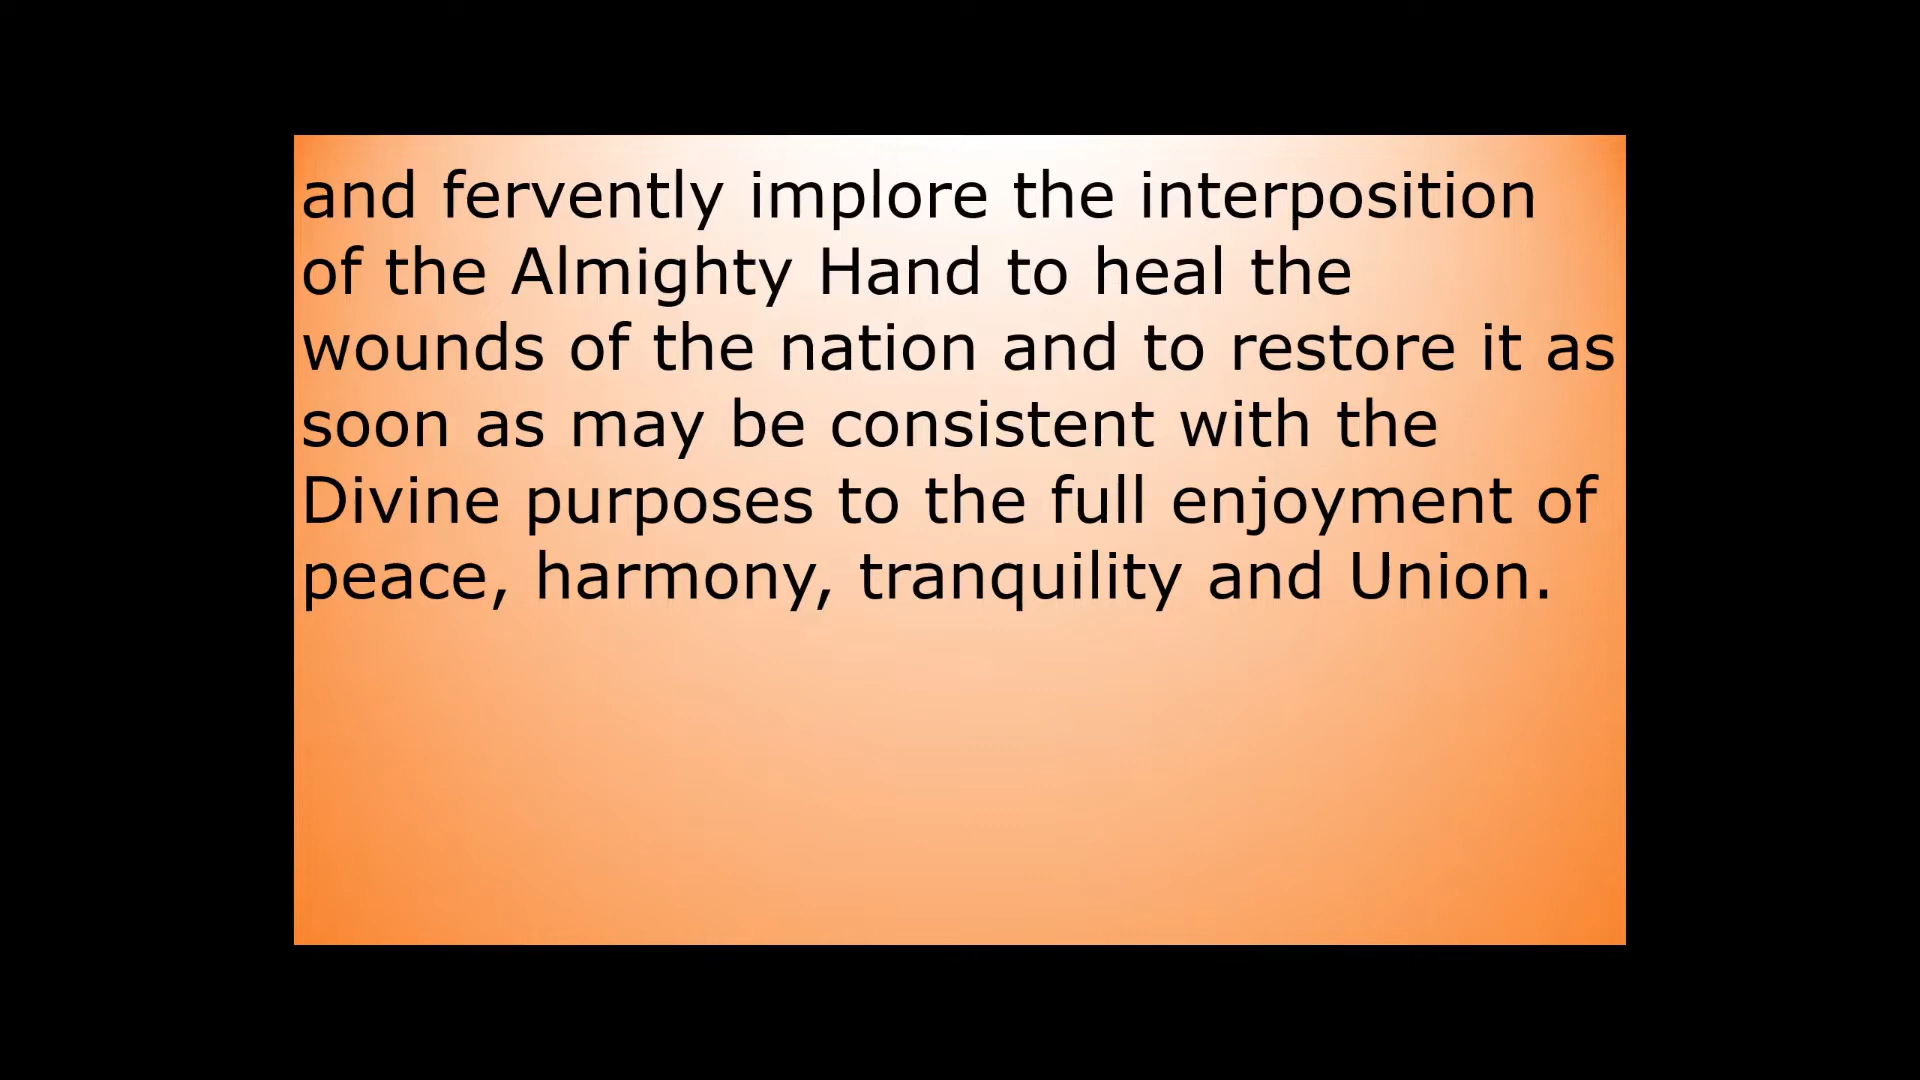 and fervently implore the interposition
of the Almighty Hand to heal the
wounds of the nation and to restore it as
soon as may be consistent with the
Divine purposes to the full enjoyment of
peace, harmony, tranquility and Union.